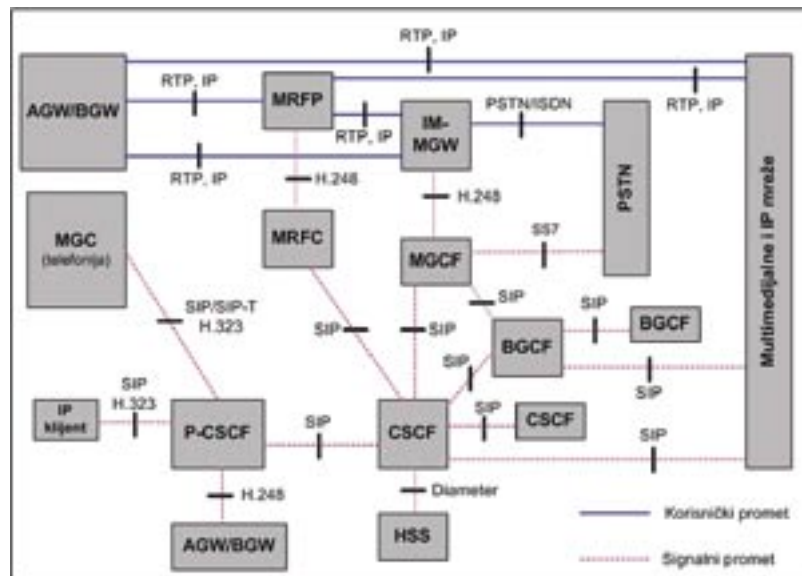 RTP, IP
RTP, IP
MRFP
AGW/BGW
RTP, IP
IM-
MGW
PSTN/ISDN
RTP, IP
RTP, IP
H.248
H.248
PSTN
Multimedijalne i IP mreže
MGC
(telefonija)
MRFC
MGCF
SS7
SIP/SIP-T
H.323
SIP
SIP
SIP
BGCF
SIP
BGCF
SIP
SIP
SIP
H.323
IP
klijent
P-CSCF
SIP
CSCF
SIP
CSCF
SIP
H.248
Diameter
AGW/BGW
HSS
Korisnički promet
Signalni promet